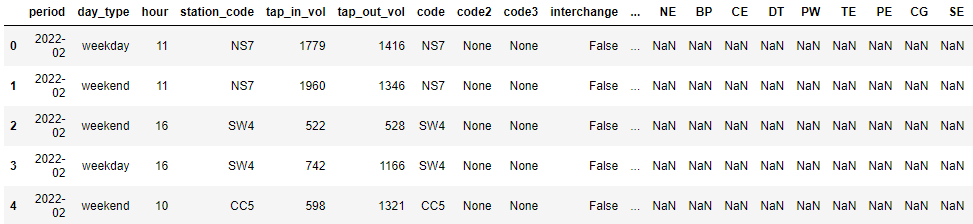 period day_type hour station_code tap_in_vol tap_out_vol code code2 code3 interchange ... NE BP CE DT PW TE PE CG SE
0 2022-02 weekday 11 NS7 1779 1416 NS7 None None False ... NaN NaN NaN NaN NaN NaN NaN NaN NaN
1 2022-02 weekend 11 NS7 1960 1346 NS7 None None False ... NaN NaN NaN NaN NaN NaN NaN NaN NaN
2 2022-02 weekend 16 SW4 522 528 SW4 None None False ... NaN NaN NaN NaN NaN NaN NaN NaN NaN
3 2022-02 weekday 16 SW4 742 1166 SW4 None None False ... NaN NaN NaN NaN NaN NaN NaN NaN NaN
4 2022-02 weekend 10 CC5 598 1321 CC5 None None False ... NaN NaN NaN NaN NaN NaN NaN NaN NaN